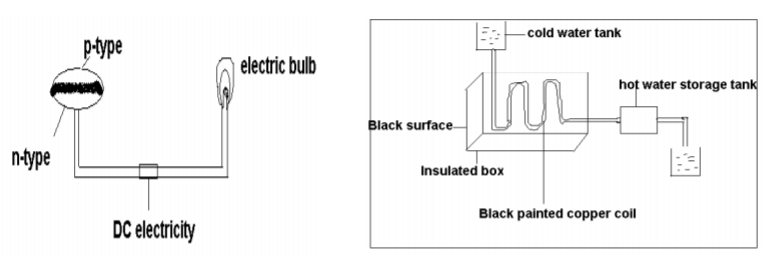 p-type
electric bulb
n-type
DC electricity
cold water tank
hot water storage tank
Black surface
Insulated box
Black painted copper coil